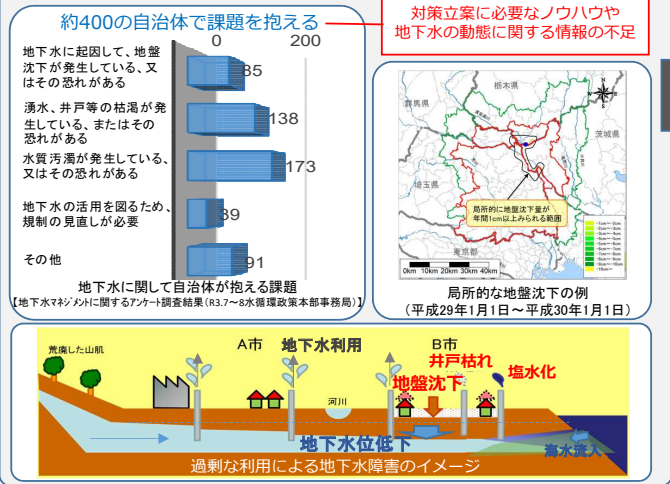 約400の自治体で課題を抱える
対策立案に必要なノウハウや
地下水の動態に関する情報の不足
0
200
地下水に起因して、地盤
沈下が発生している、又
はその恐れがある
85
湧水、井戸等の枯渇が発
生している、またはその
恐れがある
138
水質汚濁が発生している、
又はその恐れがある
173
地下水の活用を図るため、
規制の見直しが必要
39
その他
91
地下水に関して自治体が抱える課題
【地下水マネジメントに関するアンケート調査結果(R3.7~8水循環政策本部事務局)】
栃木県
群馬県
茨城県
埼玉県
局所的に地盤沈下量が
年間1cm以上みられる範囲
東京都
0km 10km 20km 30km 40km
局所的な地盤沈下の例
(平成29年1月1日~平成30年1月1日)
荒廃した山肌
A市
地下水利用
B市
井戸枯れ
塩水化
地盤沈下
河川
地下水位低下
海水流入
過剰な利用による地下水障害のイメージ